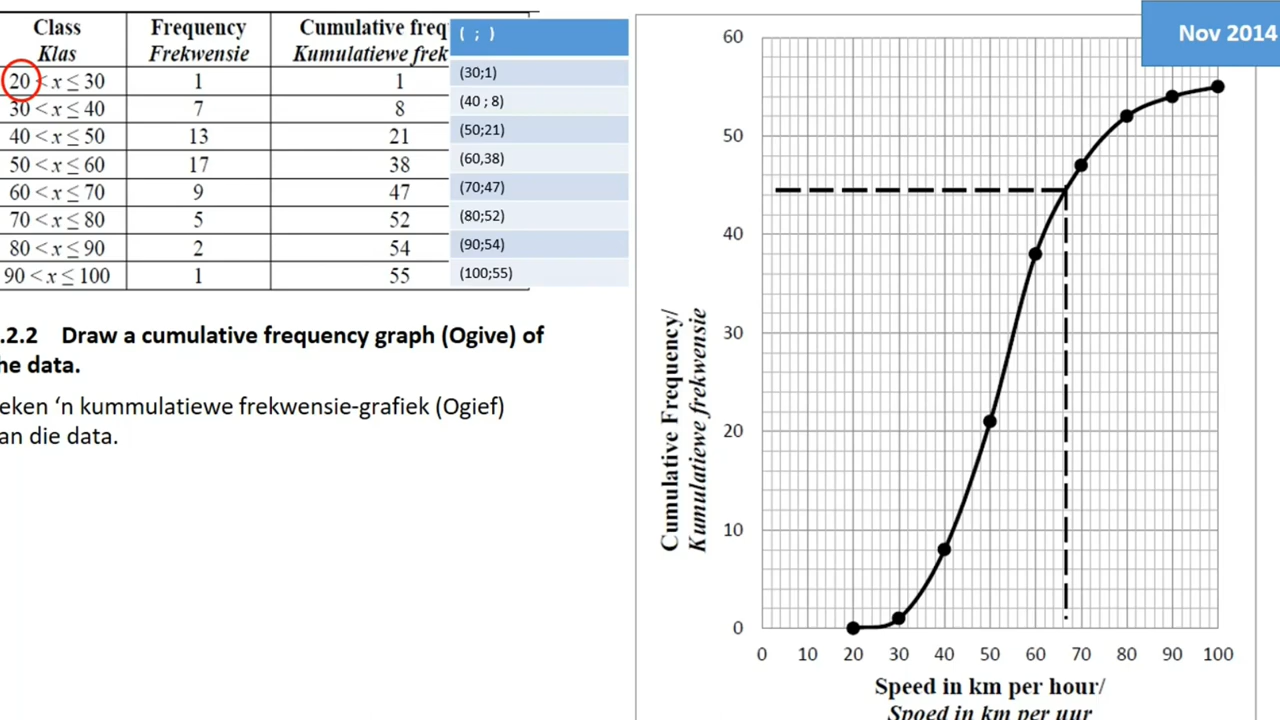 Class Frequency Cumulative freq ( ; )
Klas Frekwensie Kumulatiewe frek
20 < x ≤ 30 1 1 (30;1)
30 < x ≤ 40 7 8 (40 ; 8)
40 < x ≤ 50 13 21 (50;21)
50 < x ≤ 60 17 38 (60,38)
60 < x ≤ 70 9 47 (70;47)
70 < x ≤ 80 5 52 (80;52)
80 < x ≤ 90 2 54 (90;54)
90 < x ≤ 100 1 55 (100;55)
.2.2 Draw a cumulative frequency graph (Ogive) of
he data.
eken ‘n kummulatiewe frekwensie-grafiek (Ogief)
an die data.
Nov 2014
Cumulative Frequency/
Kumulatiewe frekwensie
60
50
40
30
20
10
0
0 10 20 30 40 50 60 70 80 90 100
Speed in km per hour/
Spoed in km per uur